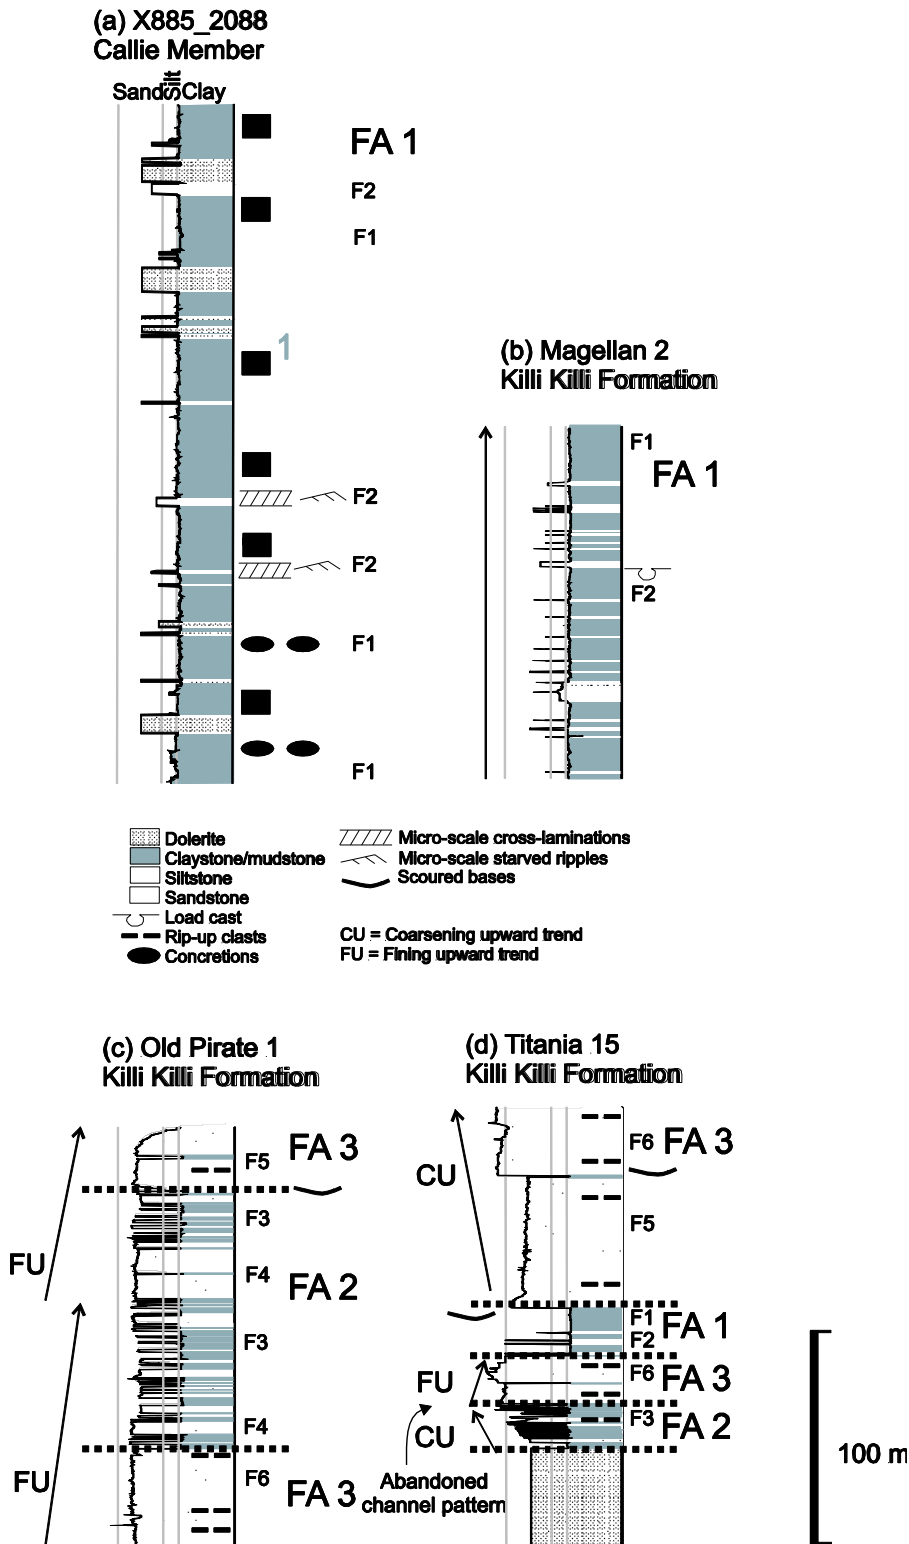 (a) X885_2088
Callie Member
Sand Silt Clay
FA 1
F2
F1
1
F2
F2
F1
F1
(b) Magellan 2
Killi Killi Formation
F1
FA 1
F2
Dolerite
Claystone/mudstone
Siltstone
Sandstone
Load cast
Rip-up clasts
Concretions
Micro-scale cross-laminations
Micro-scale starved ripples
Scoured bases
CU = Coarsening upward trend
FU = Fining upward trend
(c) Old Pirate 1
Killi Killi Formation
FA 3
F5
F3
FU
F4
FA 2
F3
F4
F6
FU
FA 3
(d) Titania 15
Killi Killi Formation
F6
FA 3
CU
F5
F1
FA 1
F2
F6
FA 3
FU
F3
FA 2
CU
Abandoned
channel pattern
100 m